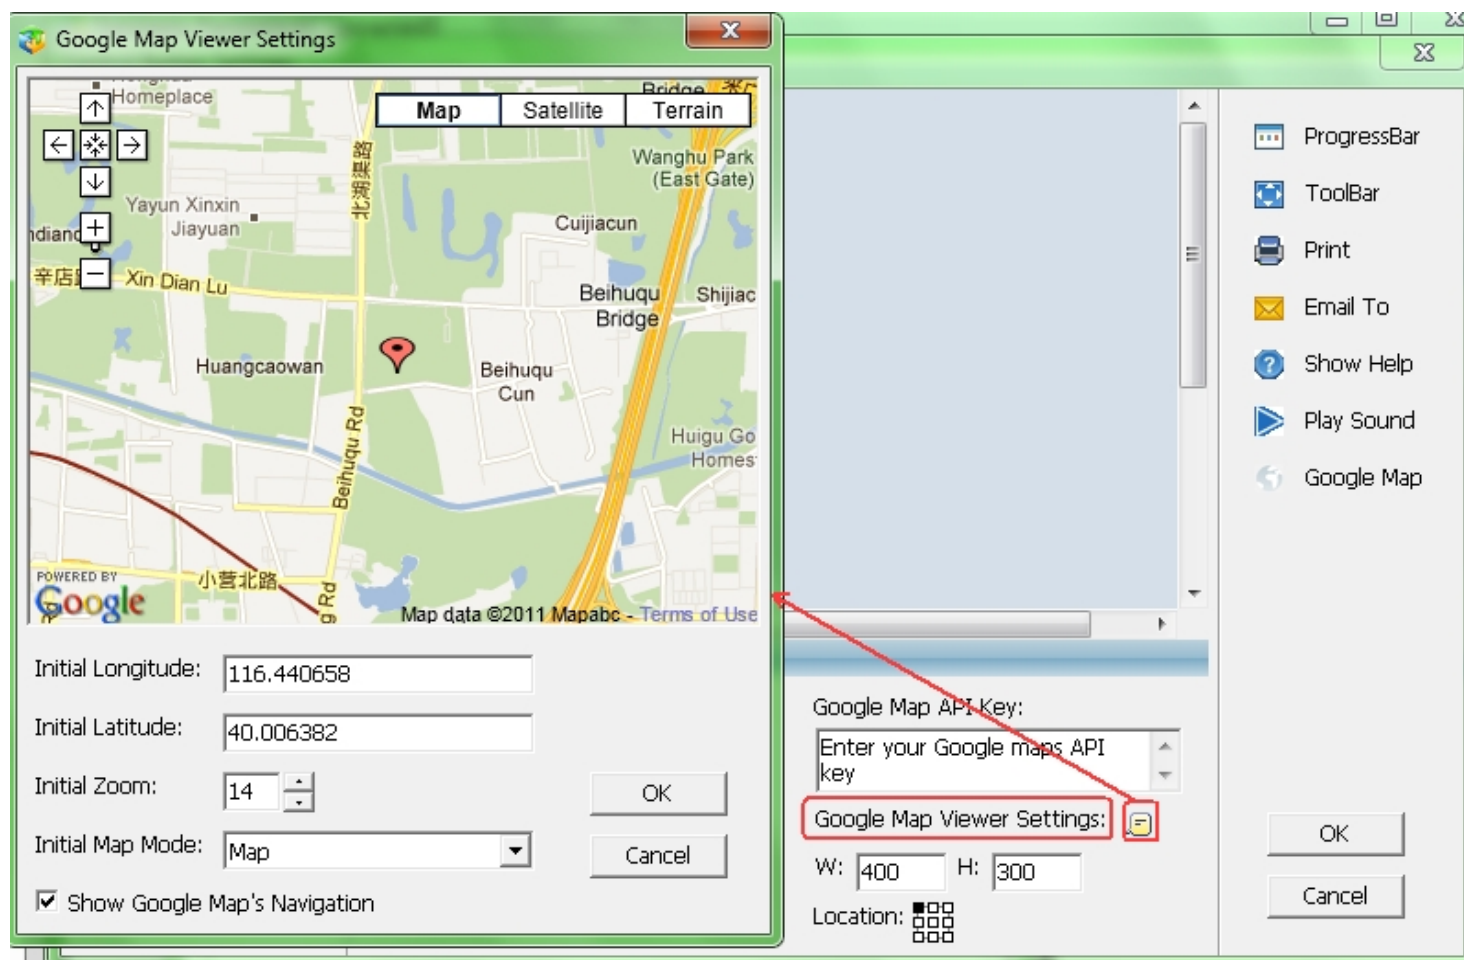 Google Map Viewer Settings
Homeplace
Map
Satellite
Terrain
Bridge
Wanghu Park
(East Gate)
北湖渠路
Yayun Xinxin
Jiayuan
Cuijiacun
辛店
Xin Dian Lu
Beihuqu
Bridge
Shijiac
Huangcaowan
Beihuqu
Cun
Beihuqu Rd
Huigu Go
Homes
小营北路
g Rd
POWERED BY
Google
Map data ©2011 Mapabc - Terms of Use
Initial Longitude:
116.440658
Initial Latitude:
40.006382
Initial Zoom:
14
OK
Initial Map Mode:
Map
Cancel
Show Google Map's Navigation
Google Map API Key:
Enter your Google maps API
key
Google Map Viewer Settings:
W: 400 H: 300
Location:
ProgressBar
ToolBar
Print
Email To
Show Help
Play Sound
Google Map
OK
Cancel